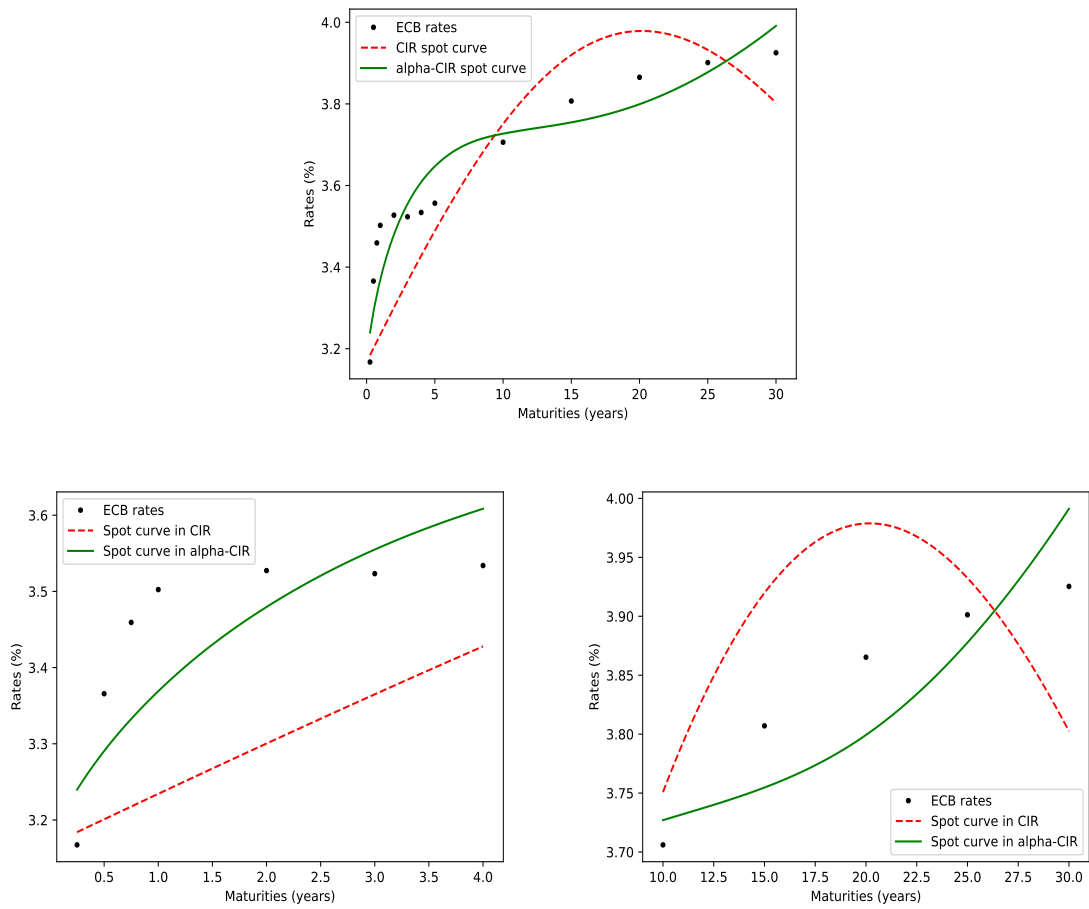 4.0
3.8
3.6
3.4
3.2
Rates (%)
ECB rates
CIR spot curve
alpha-CIR spot curve
0 5 10 15 20 25 30
Maturities (years)
3.6
3.5
3.4
3.3
3.2
Rates (%)
ECB rates
Spot curve in CIR
Spot curve in alpha-CIR
0.5 1.0 1.5 2.0 2.5 3.0 3.5 4.0
Maturities (years)
4.00
3.95
3.90
3.85
3.80
3.75
3.70
Rates (%)
ECB rates
Spot curve in CIR
Spot curve in alpha-CIR
10.0 12.5 15.0 17.5 20.0 22.5 25.0 27.5 30.0
Maturities (years)